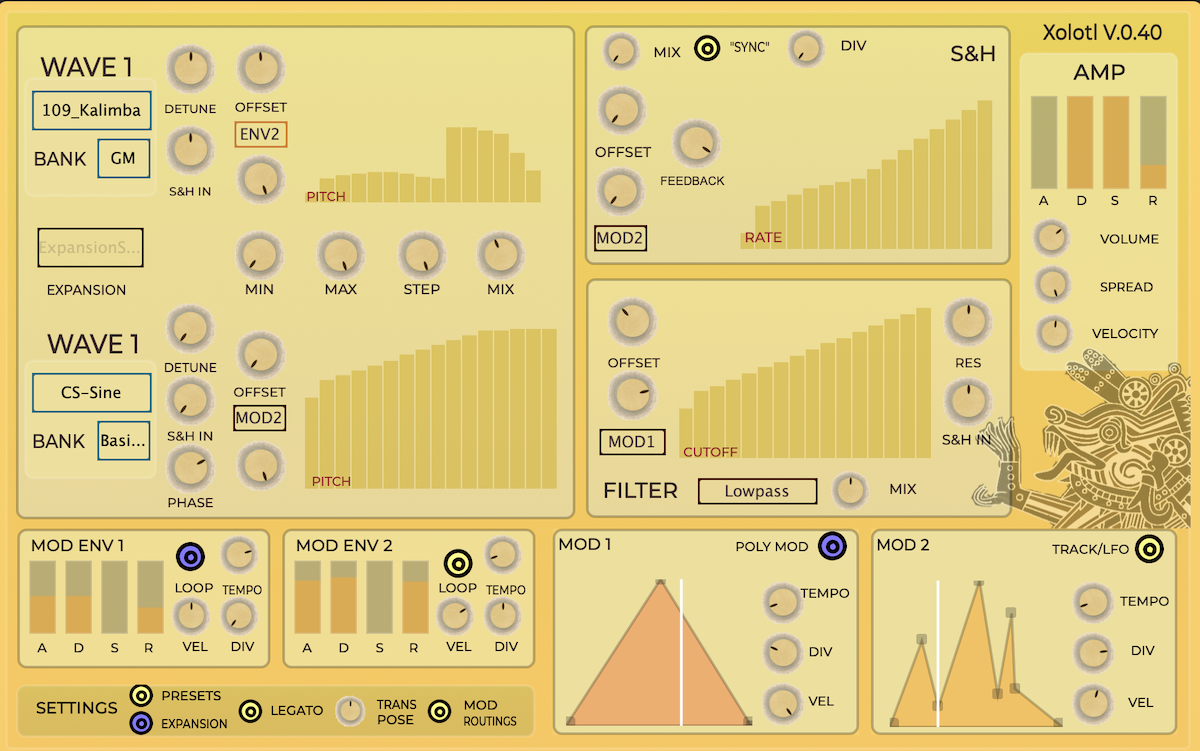 Xolotl V.0.40
WAVE 1
109_Kalimba
BANK GM
DETUNE
S&H IN
OFFSET
ENV2
PITCH
ExpansionS...
EXPANSION
MIN
MAX
STEP
MIX
WAVE 1
CS-Sine
BANK Basi...
DETUNE
S&H IN
PHASE
OFFSET
MOD2
PITCH
MIX
"SYNC"
DIV
S&H
OFFSET
FEEDBACK
MOD2
RATE
OFFSET
MOD1
CUTOFF
RES
S&H IN
FILTER
Lowpass
MIX
AMP
A D S R
VOLUME
SPREAD
VELOCITY
MOD ENV 1
A D S R
LOOP
TEMPO
VEL
DIV
MOD ENV 2
A D S R
LOOP
TEMPO
VEL
DIV
MOD 1
POLY MOD
TEMPO
DIV
VEL
MOD 2
TRACK/LFO
TEMPO
DIV
VEL
SETTINGS
PRESETS
EXPANSION
LEGATO
TRANS
POSE
MOD
ROUTINGS